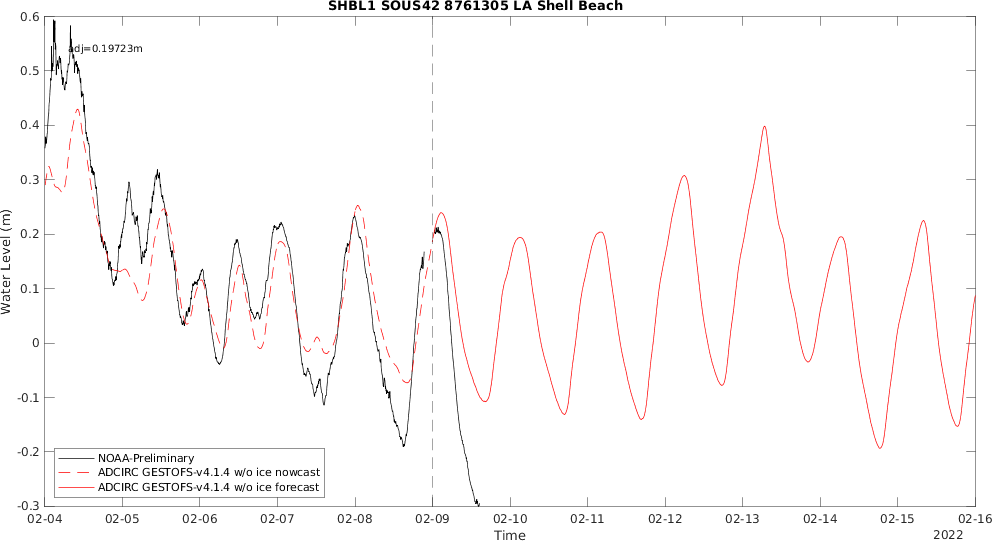 SHBL1 SOUS42 8761305 LA Shell Beach
adj=0.19723m
Water Level (m)
0.6
0.5
0.4
0.3
0.2
0.1
0
-0.1
-0.2
-0.3
NOAA-Preliminary
ADCIRC GESTOFS-v4.1.4 w/o ice nowcast
ADCIRC GESTOFS-v4.1.4 w/o ice forecast
02-04 02-05 02-06 02-07 02-08 02-09 02-10 02-11 02-12 02-13 02-14 02-15 02-16
Time
2022